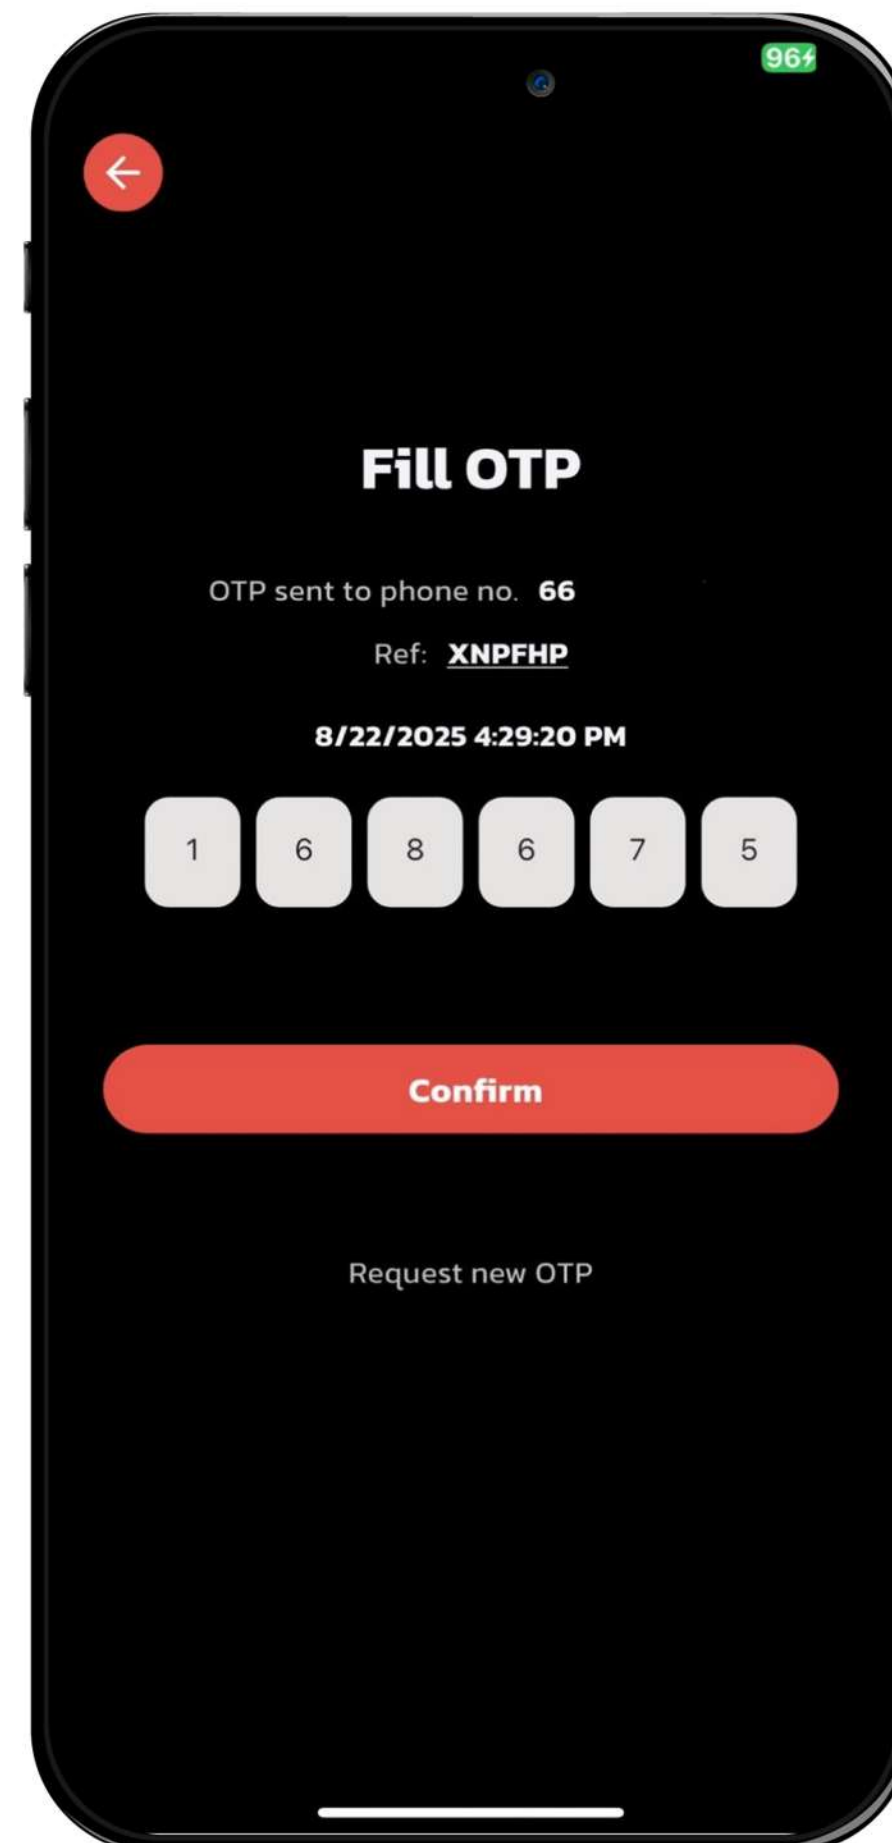 96
Fill OTP
OTP sent to phone no. 66
Ref: XNPFHP
8/22/2025 4:29:20 PM
1 6 8 6 7 5
Confirm
Request new OTP